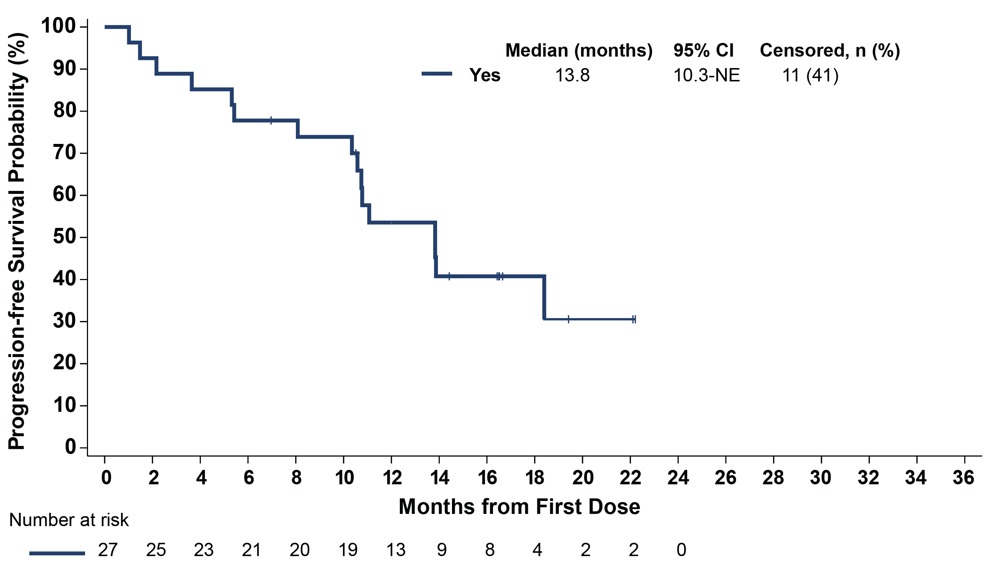 Progression-free Survival Probability (%)
100
90
80
70
60
50
40
30
20
10
0
Median (months) 95% CI Censored, n (%)
Yes 13.8 10.3-NE 11 (41)
0 2 4 6 8 10 12 14 16 18 20 22 24 26 28 30 32 34 36
Months from First Dose
Number at risk
27 25 23 21 20 19 13 9 8 4 2 2 0